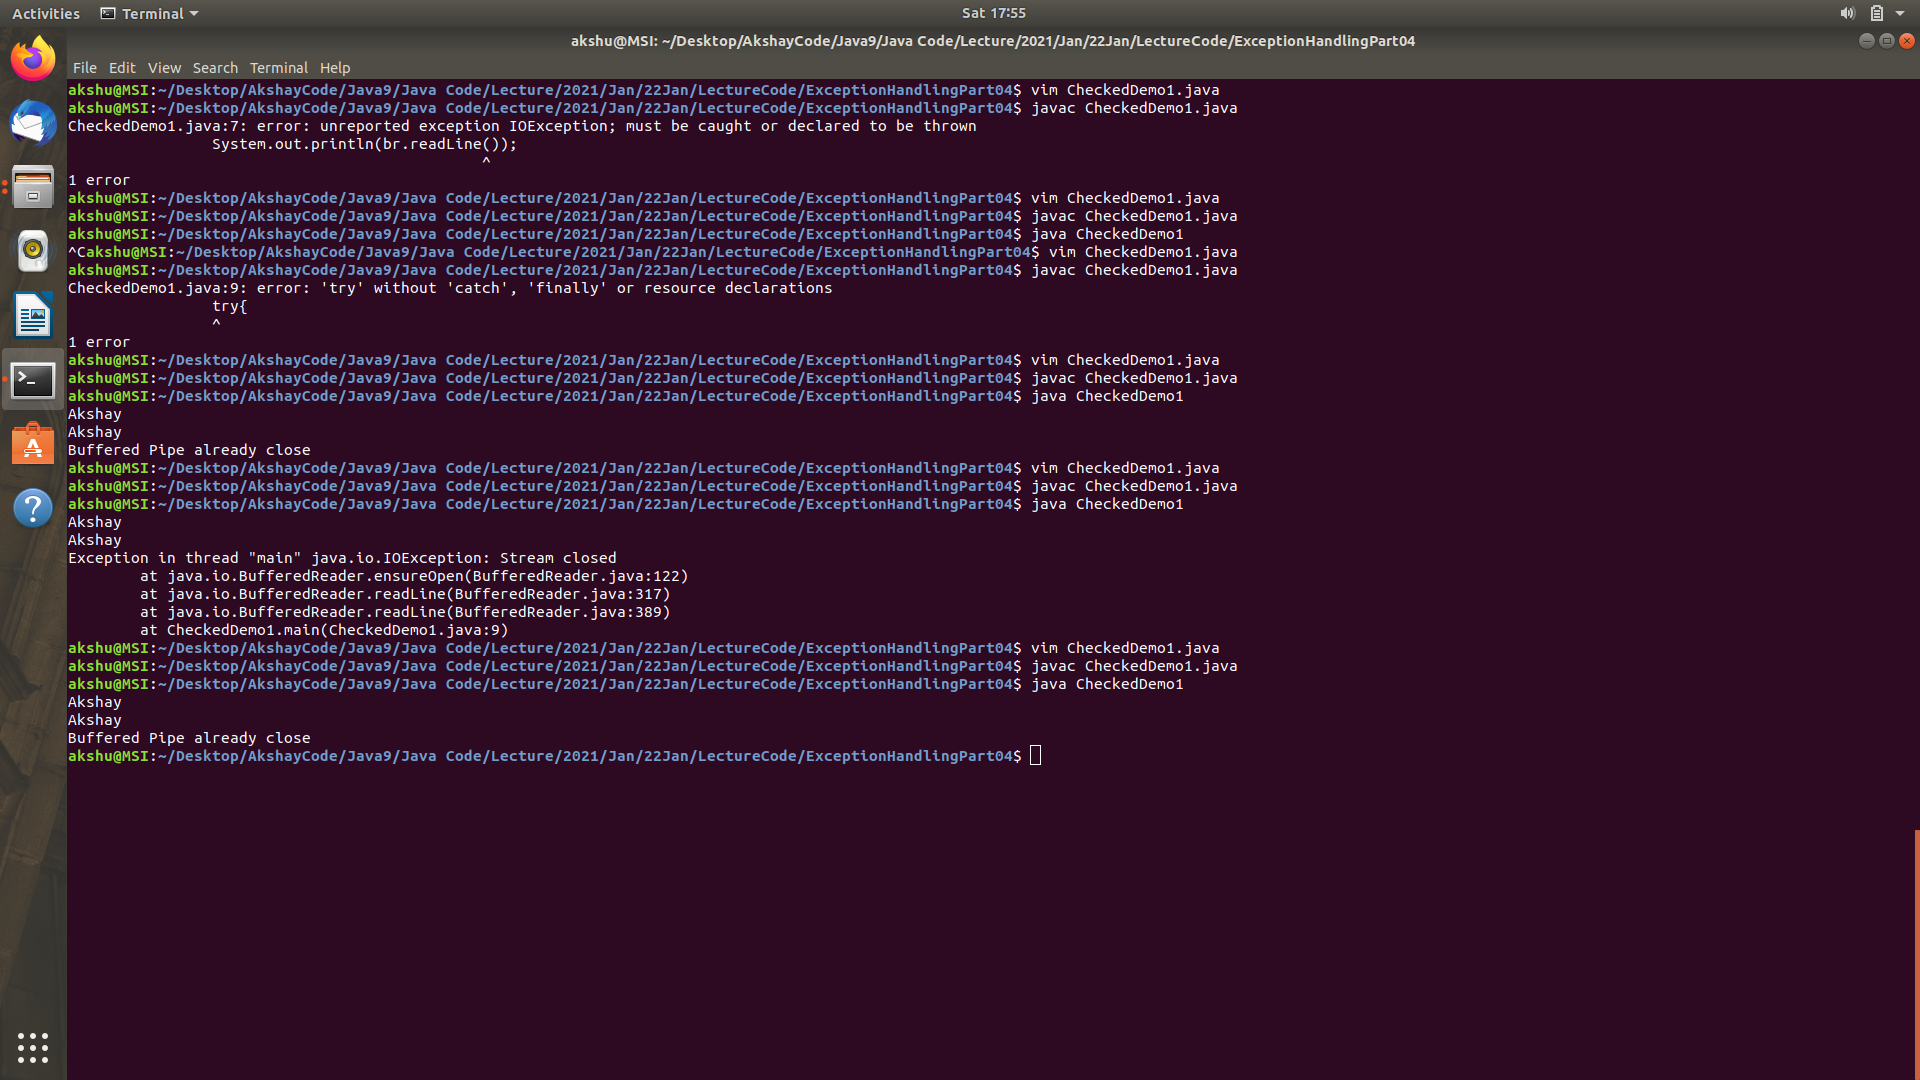 Activities Terminal Sat 17:55
akshu@MSI: ~/Desktop/AkshayCode/Java9/Java Code/Lecture/2021/Jan/22Jan/LectureCode/ExceptionHandlingPart04
File Edit View Search Terminal Help
akshu@MSI:~/Desktop/AkshayCode/Java9/Java Code/Lecture/2021/Jan/22Jan/LectureCode/ExceptionHandlingPart04$ vim CheckedDemo1.java
akshu@MSI:~/Desktop/AkshayCode/Java9/Java Code/Lecture/2021/Jan/22Jan/LectureCode/ExceptionHandlingPart04$ javac CheckedDemo1.java
CheckedDemo1.java:7: error: unreported exception IOException; must be caught or declared to be thrown
                System.out.println(br.readLine());
                                              ^
1 error
akshu@MSI:~/Desktop/AkshayCode/Java9/Java Code/Lecture/2021/Jan/22Jan/LectureCode/ExceptionHandlingPart04$ vim CheckedDemo1.java
akshu@MSI:~/Desktop/AkshayCode/Java9/Java Code/Lecture/2021/Jan/22Jan/LectureCode/ExceptionHandlingPart04$ javac CheckedDemo1.java
akshu@MSI:~/Desktop/AkshayCode/Java9/Java Code/Lecture/2021/Jan/22Jan/LectureCode/ExceptionHandlingPart04$ java CheckedDemo1
^Cakshu@MSI:~/Desktop/AkshayCode/Java9/Java Code/Lecture/2021/Jan/22Jan/LectureCode/ExceptionHandlingPart04$ vim CheckedDemo1.java
akshu@MSI:~/Desktop/AkshayCode/Java9/Java Code/Lecture/2021/Jan/22Jan/LectureCode/ExceptionHandlingPart04$ javac CheckedDemo1.java
CheckedDemo1.java:9: error: 'try' without 'catch', 'finally' or resource declarations
                try{
                ^
1 error
akshu@MSI:~/Desktop/AkshayCode/Java9/Java Code/Lecture/2021/Jan/22Jan/LectureCode/ExceptionHandlingPart04$ vim CheckedDemo1.java
akshu@MSI:~/Desktop/AkshayCode/Java9/Java Code/Lecture/2021/Jan/22Jan/LectureCode/ExceptionHandlingPart04$ javac CheckedDemo1.java
akshu@MSI:~/Desktop/AkshayCode/Java9/Java Code/Lecture/2021/Jan/22Jan/LectureCode/ExceptionHandlingPart04$ java CheckedDemo1
Akshay
Akshay
Buffered Pipe already close
akshu@MSI:~/Desktop/AkshayCode/Java9/Java Code/Lecture/2021/Jan/22Jan/LectureCode/ExceptionHandlingPart04$ vim CheckedDemo1.java
akshu@MSI:~/Desktop/AkshayCode/Java9/Java Code/Lecture/2021/Jan/22Jan/LectureCode/ExceptionHandlingPart04$ javac CheckedDemo1.java
akshu@MSI:~/Desktop/AkshayCode/Java9/Java Code/Lecture/2021/Jan/22Jan/LectureCode/ExceptionHandlingPart04$ java CheckedDemo1
Akshay
Akshay
Exception in thread "main" java.io.IOException: Stream closed
        at java.io.BufferedReader.ensureOpen(BufferedReader.java:122)
        at java.io.BufferedReader.readLine(BufferedReader.java:317)
        at java.io.BufferedReader.readLine(BufferedReader.java:389)
        at CheckedDemo1.main(CheckedDemo1.java:9)
akshu@MSI:~/Desktop/AkshayCode/Java9/Java Code/Lecture/2021/Jan/22Jan/LectureCode/ExceptionHandlingPart04$ vim CheckedDemo1.java
akshu@MSI:~/Desktop/AkshayCode/Java9/Java Code/Lecture/2021/Jan/22Jan/LectureCode/ExceptionHandlingPart04$ javac CheckedDemo1.java
akshu@MSI:~/Desktop/AkshayCode/Java9/Java Code/Lecture/2021/Jan/22Jan/LectureCode/ExceptionHandlingPart04$ java CheckedDemo1
Akshay
Akshay
Buffered Pipe already close
akshu@MSI:~/Desktop/AkshayCode/Java9/Java Code/Lecture/2021/Jan/22Jan/LectureCode/ExceptionHandlingPart04$